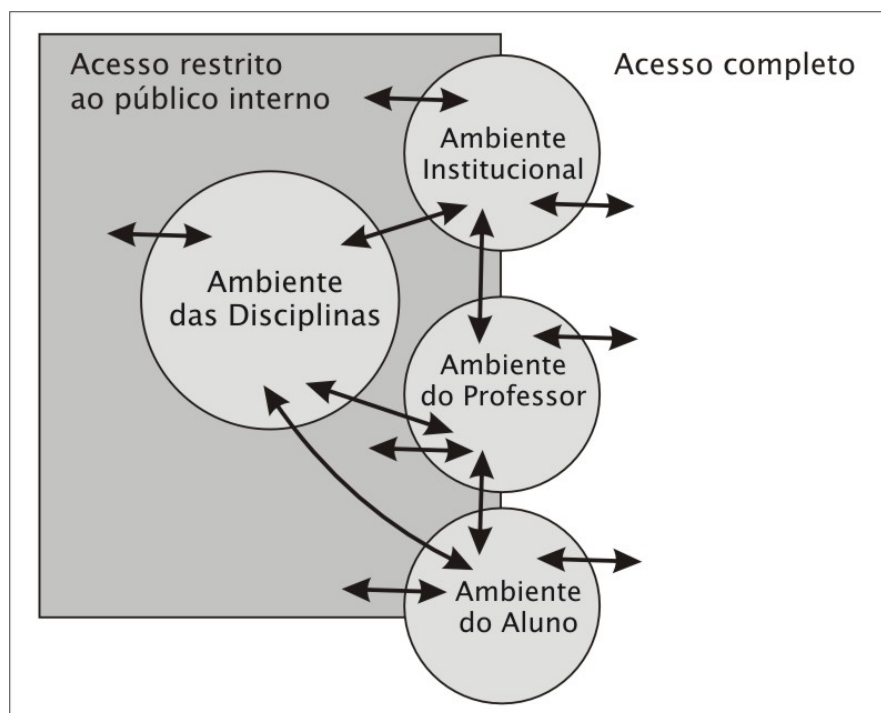 Acesso restrito
ao público interno
Acesso completo
Ambiente
Institucional
Ambiente
das Disciplinas
Ambiente
do Professor
Ambiente
do Aluno